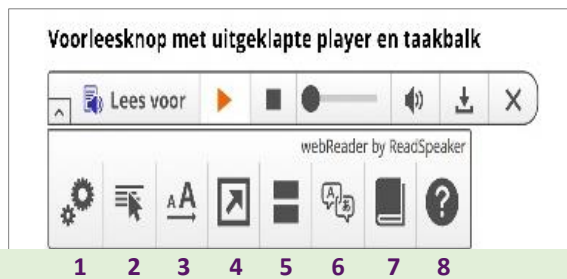 Voorleesknop met uitgeklapte player en taakbalk
Lees voor
webReader by ReadSpeaker
AA
A
?
1 2 3 4 5 6 7 8